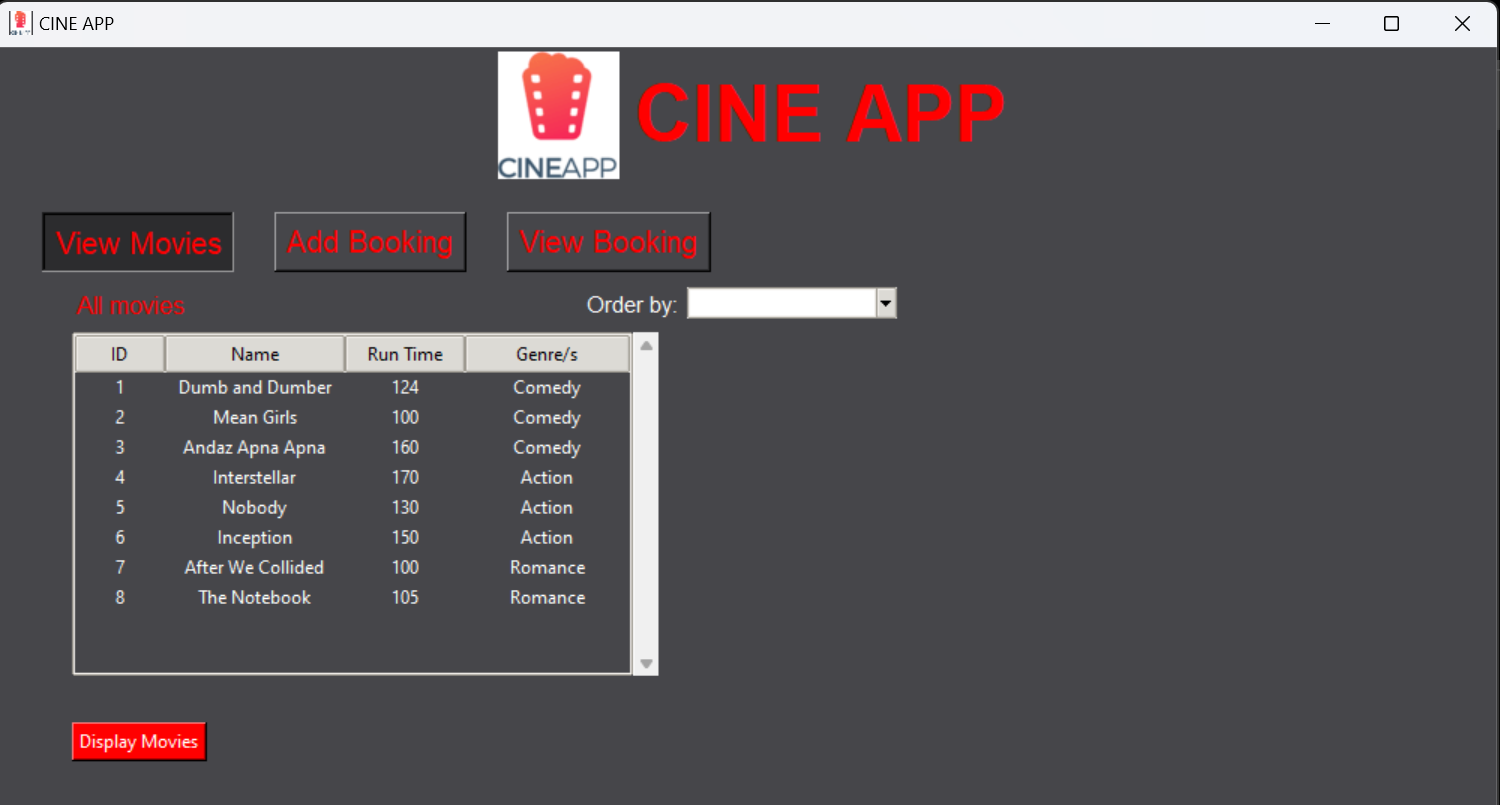 CINE APP
CINEAPP
CINE APP
View Movies Add Booking View Booking
All movies Order by:
ID Name Run Time Genre/s
1 Dumb and Dumber 124 Comedy
2 Mean Girls 100 Comedy
3 Andaz Apna Apna 160 Comedy
4 Interstellar 170 Action
5 Nobody 130 Action
6 Inception 150 Action
7 After We Collided 100 Romance
8 The Notebook 105 Romance
Display Movies